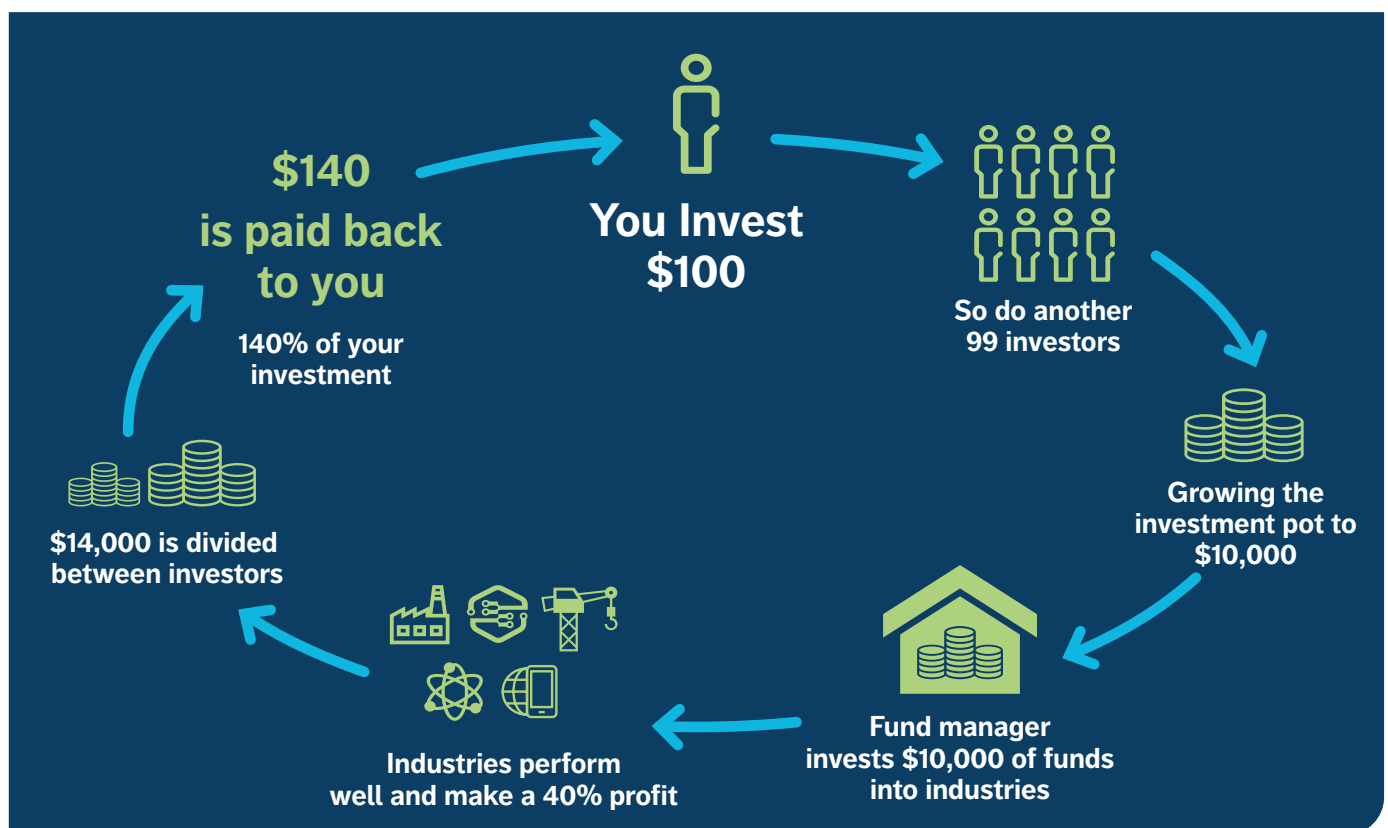 You Invest
$100
So do another
99 investors
Growing the
investment pot to
$10,000
Fund manager
invests $10,000 of funds
into industries
Industries perform
well and make a 40% profit
$14,000 is divided
between investors
$140
is paid back
to you
140% of your
investment